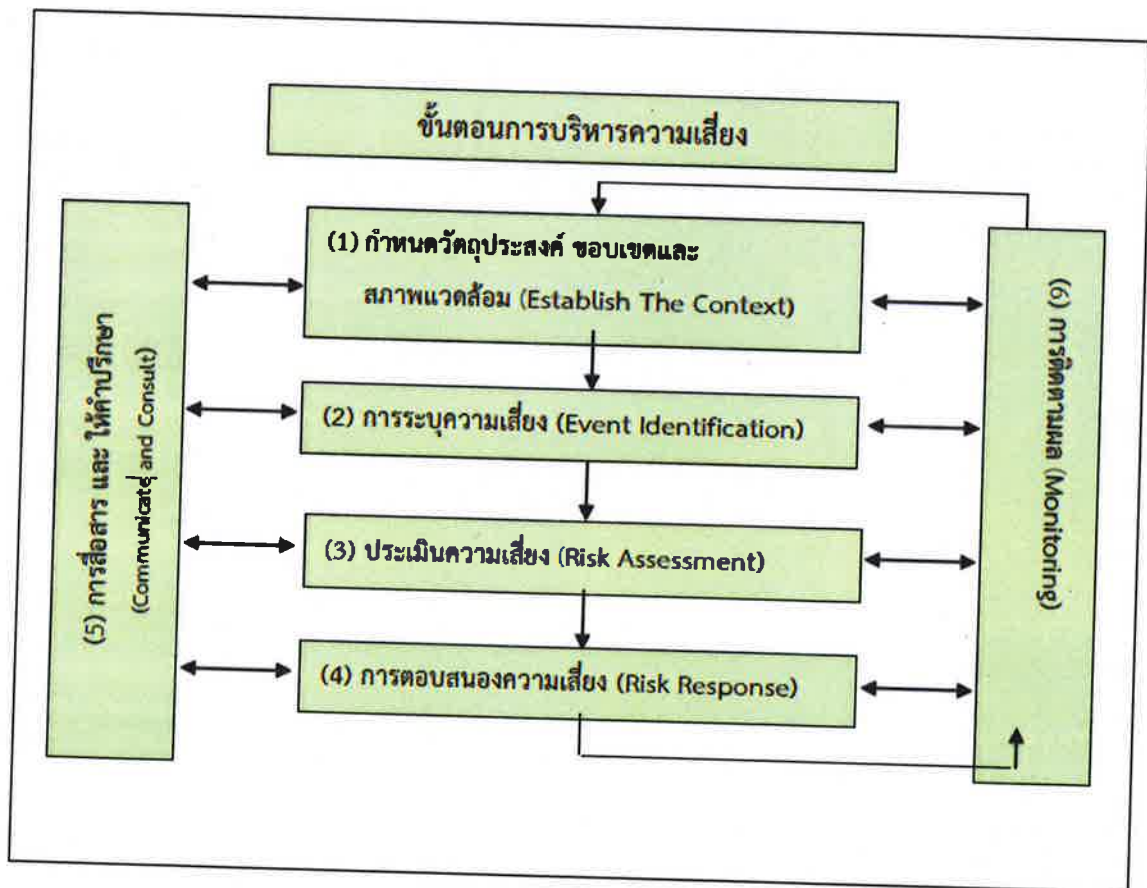 ขั้นตอนการบริหารความเสี่ยง
(1) กำหนดวัตถุประสงค์ ขอบเขตและ
สภาพแวดล้อม (Establish The Context)
(2) การระบุความเสี่ยง (Event Identification)
(3) ประเมินความเสี่ยง (Risk Assessment)
(4) การตอบสนองความเสี่ยง (Risk Response)
(5) การสื่อสาร และ ให้คำปรึกษา
(Communicate and Consult)
(6) การติดตามผล (Monitoring)